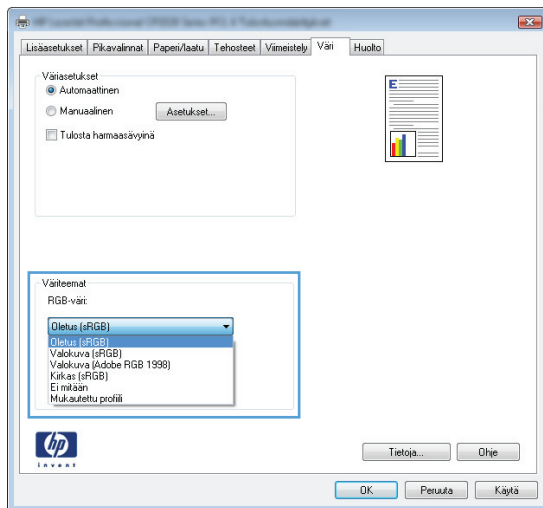 Lisäasetukset Pikavalinnat Paperi/laatu Tehosteet Viimeistely Väri Huolto
Väriasetukset
Automaattinen
Manuaalinen Asetukset...
Tulosta harmaasävyinä
E
Väriteemat
RGB-väri:
Oletus (sRGB)
Oletus (sRGB)
Valokuva (sRGB)
Valokuva (Adobe RGB 1998)
Kirkas (sRGB)
Ei mitään
Mukautettu profiili
hp
invent
Tietoja... Ohje
OK Peruuta Käytä